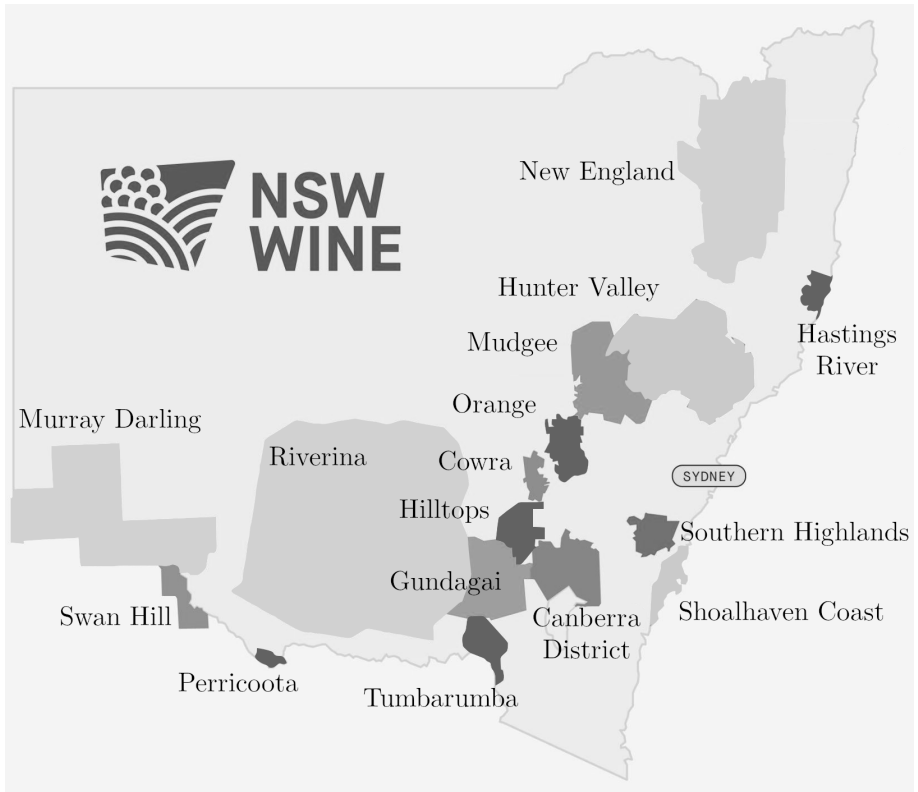 New England
NSW
WINE
Hunter Valley
Hastings
River
Mudgee
Orange
Murray Darling
Riverina
Cowra
SYDNEY
Hilltops
Southern Highlands
Gundagai
Swan Hill
Canberra
District
Shoalhaven Coast
Perricoota
Tumbarumba